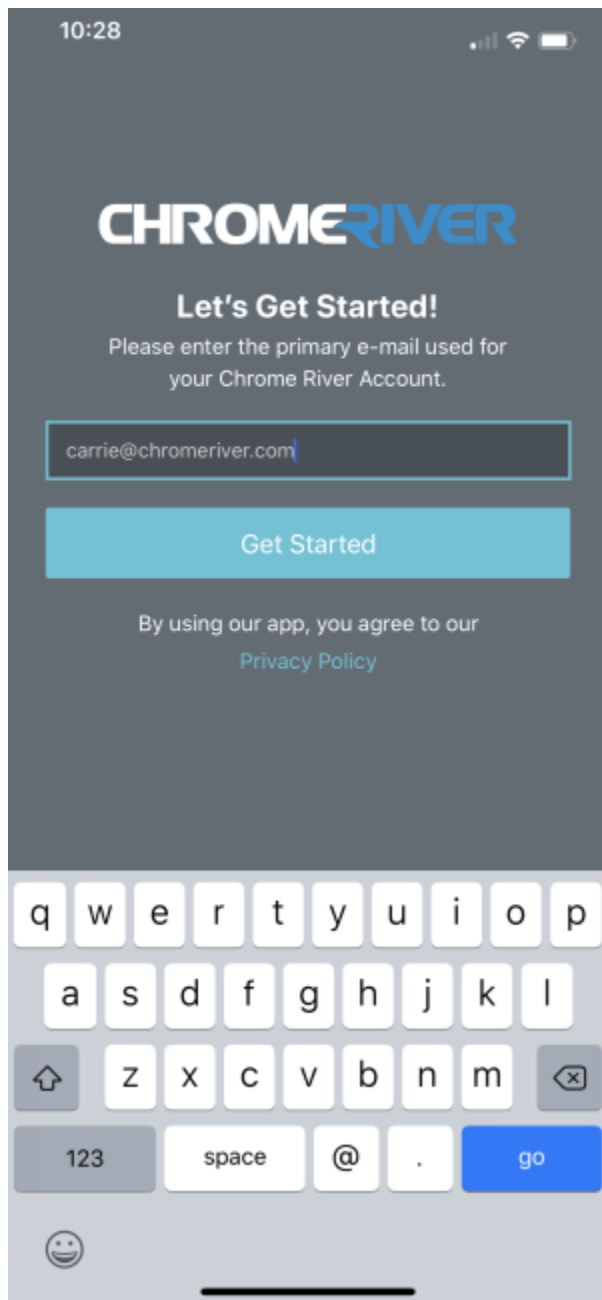 10:28
CHROMERIVER
Let's Get Started!
Please enter the primary e-mail used for
your Chrome River Account.
carrie@chromeriver.com
Get Started
By using our app, you agree to our
Privacy Policy
q w e r t y u i o p
a s d f g h j k l
z x c v b n m
123 space @ . go